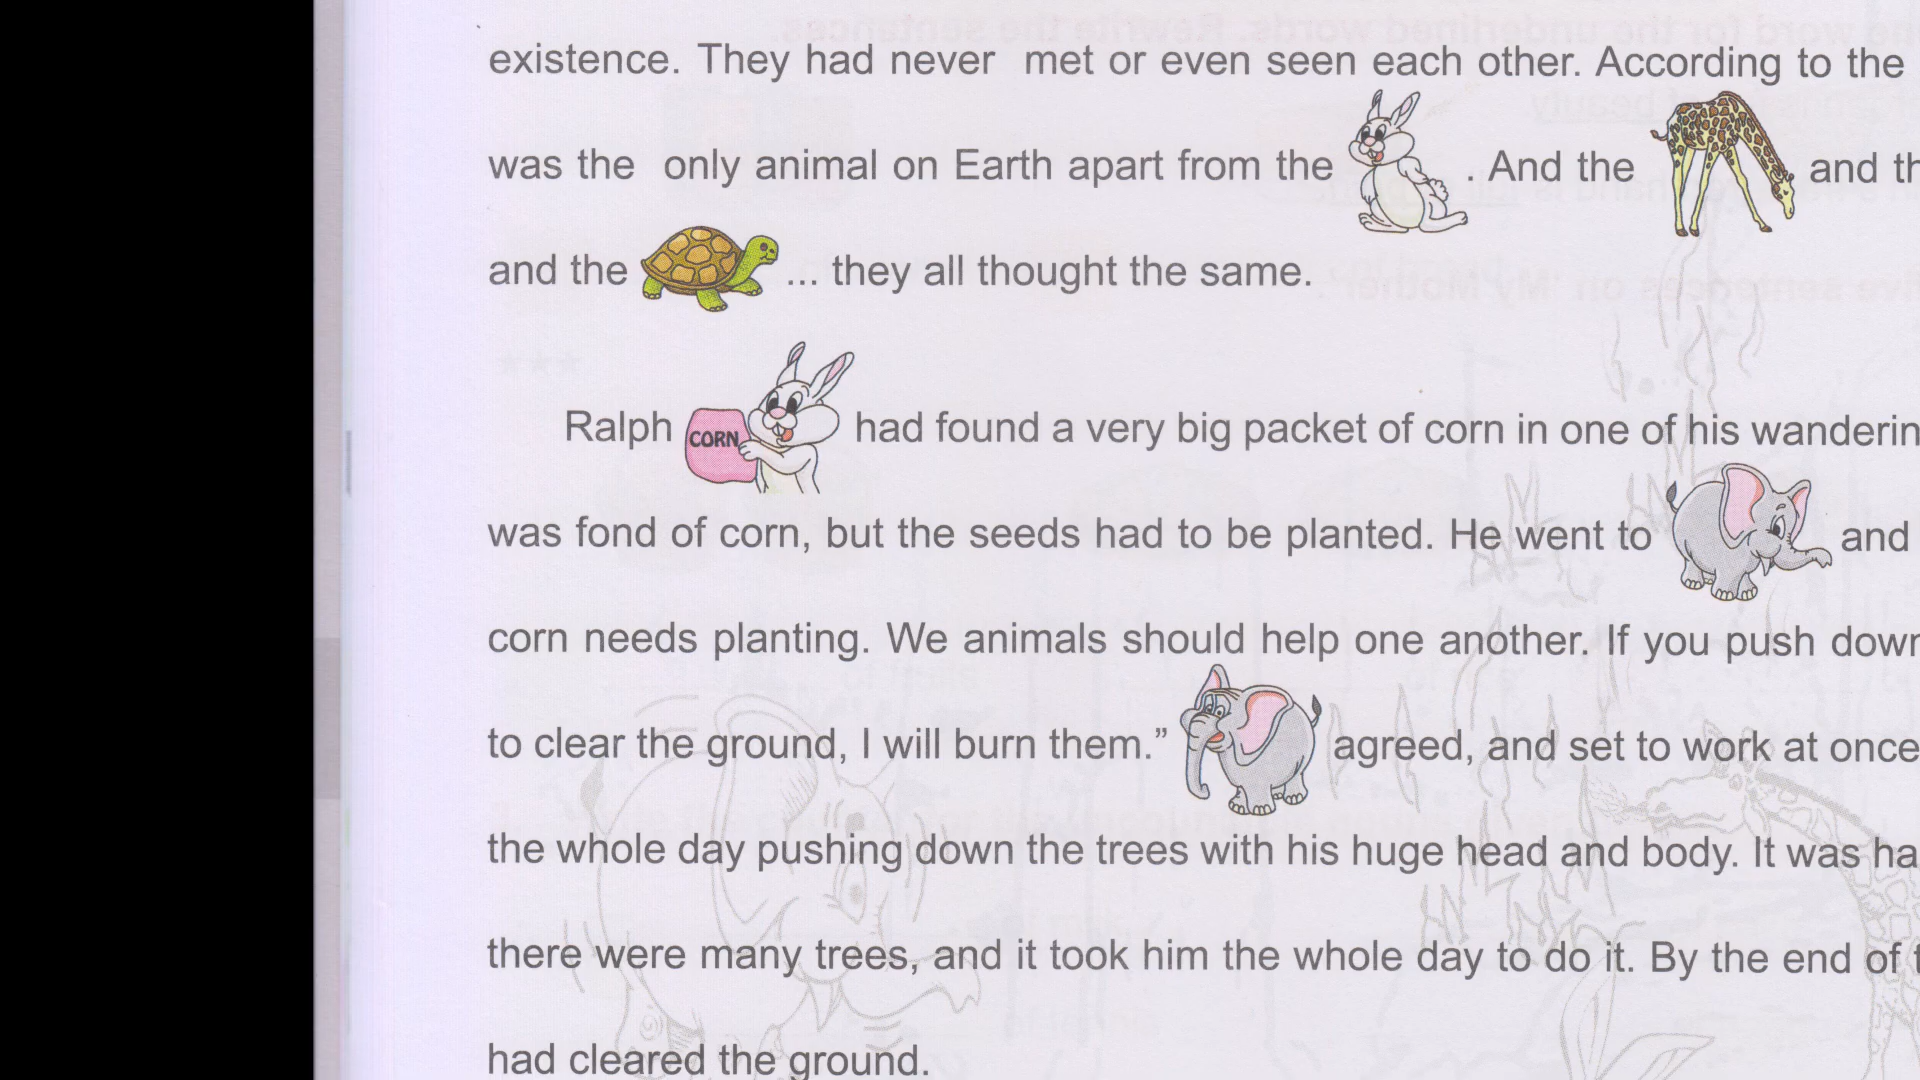 existence. They had never met or even seen each other. According to the
was the only animal on Earth apart from the . And the and th
and the ... they all thought the same.
***
Ralph CORN had found a very big packet of corn in one of his wanderin
was fond of corn, but the seeds had to be planted. He went to and
corn needs planting. We animals should help one another. If you push down
to clear the ground, I will burn them.” agreed, and set to work at once
the whole day pushing down the trees with his huge head and body. It was ha
there were many trees, and it took him the whole day to do it. By the end of t
had cleared the ground.